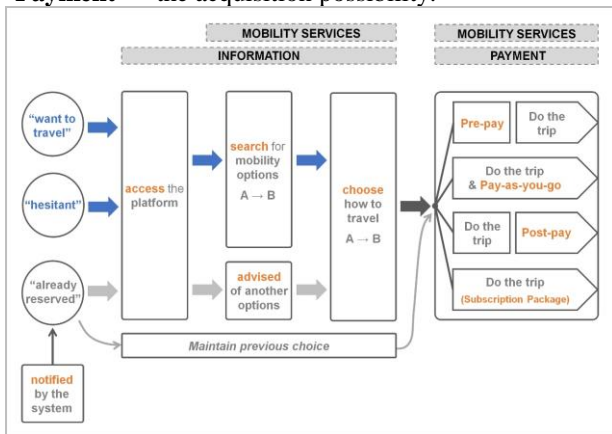 Payment — the acquisition possibility.
MOBILITY SERVICES
INFORMATION
MOBILITY SERVICES
PAYMENT
“want to
travel”
“hesitant”
“already
reserved”
notified
by the
system
access the
platform
search for
mobility
options
A → B
advised
of another
options
choose
how to
travel
A → B
Maintain previous choice
Pre-pay
Do the
trip
Do the trip
& Pay-as-you-go
Do the
trip
Post-pay
Do the trip
(Subscription Package)